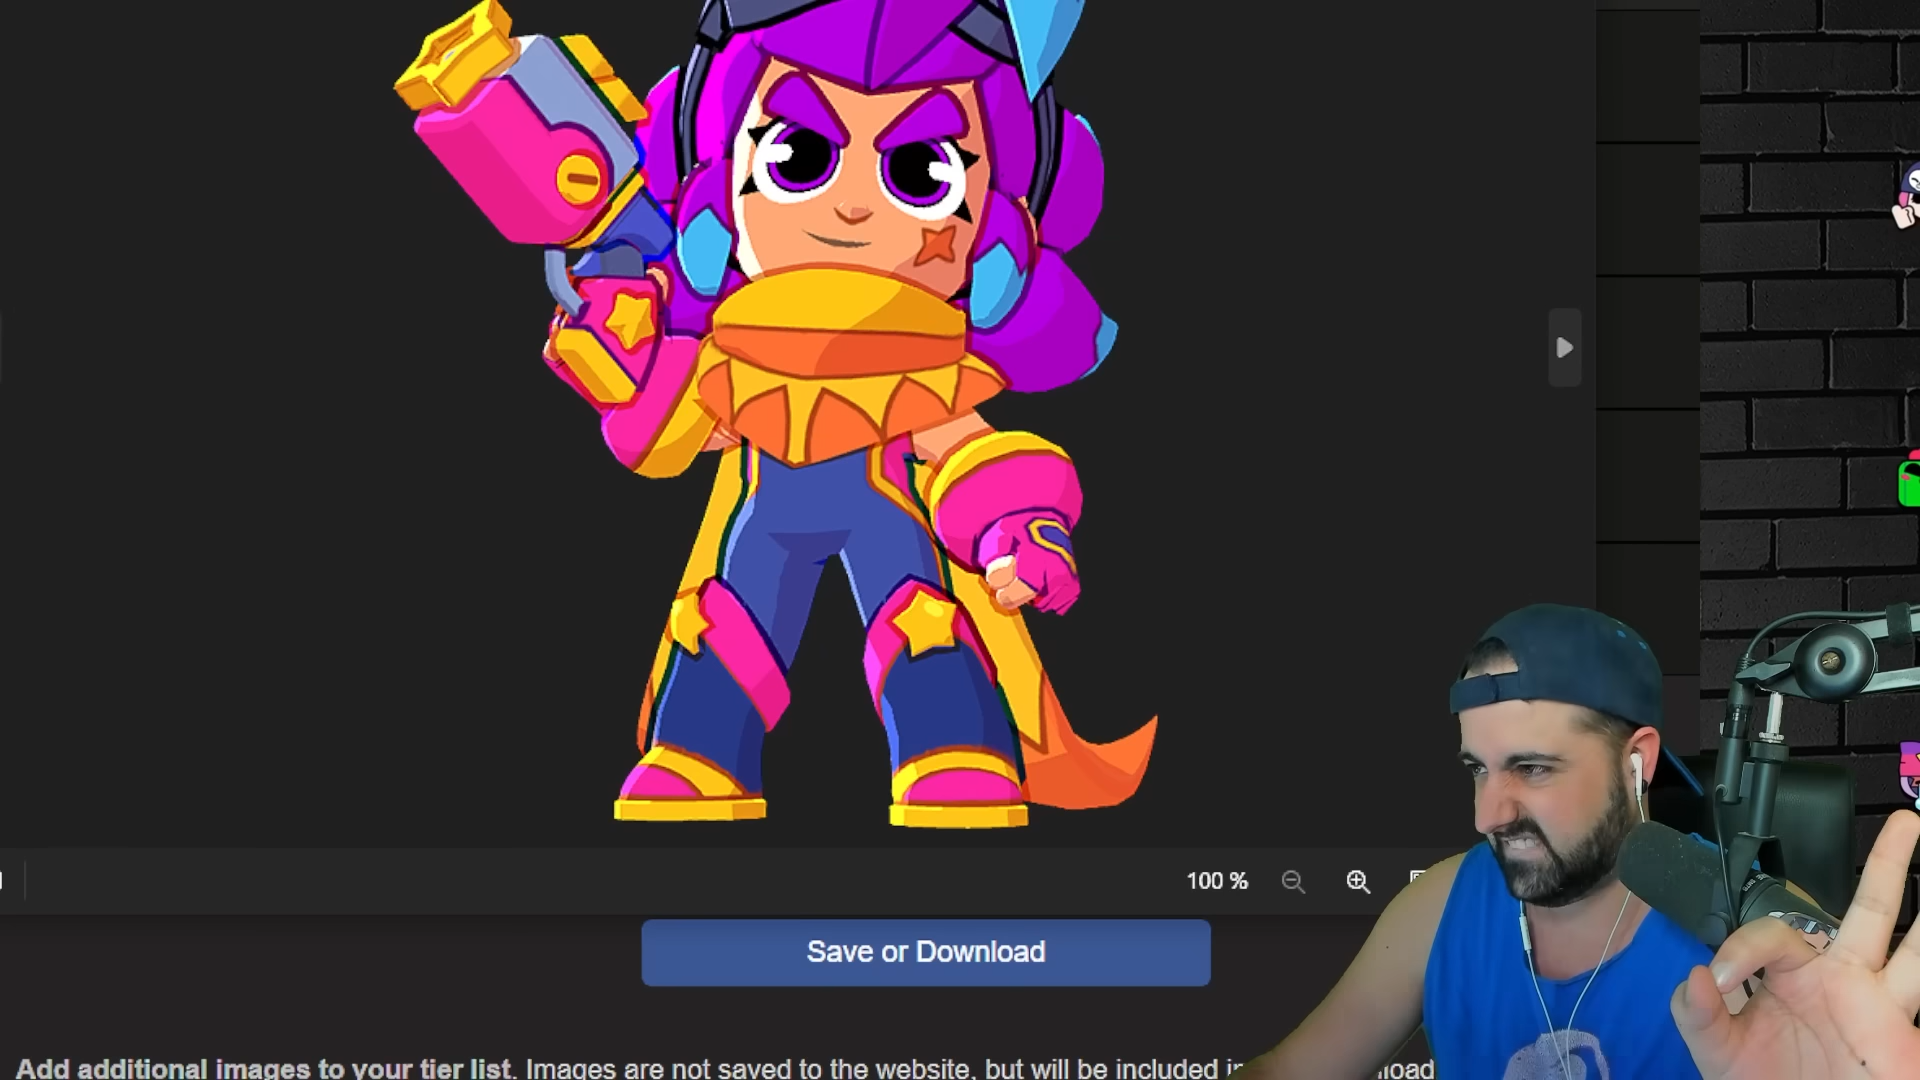 100 %
Save or Download
Add additional images to your tier list. Images are not saved to the website, but will be included